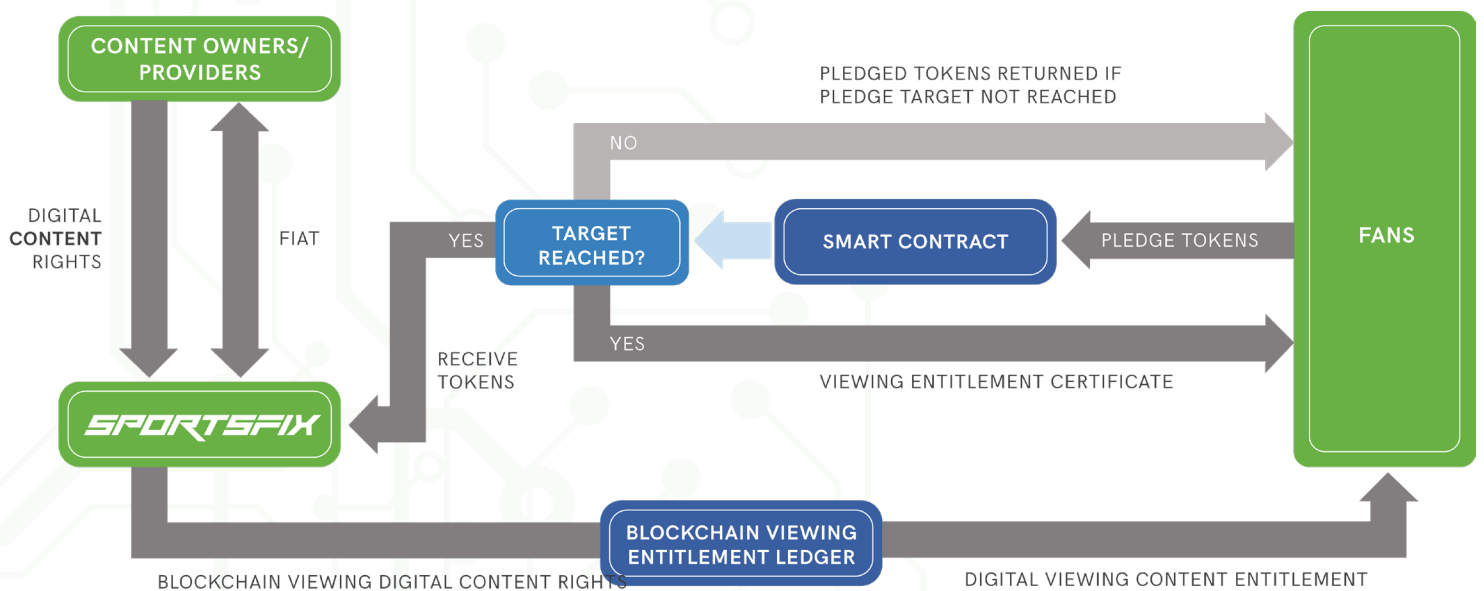 CONTENT OWNERS/
PROVIDERS
PLEDGED TOKENS RETURNED IF
PLEDGE TARGET NOT REACHED
NO
DIGITAL
CONTENT
RIGHTS
FIAT
YES
TARGET
REACHED?
SMART CONTRACT
PLEDGE TOKENS
FANS
YES
RECEIVE
TOKENS
VIEWING ENTITLEMENT CERTIFICATE
SPORTSFIX
BLOCKCHAIN VIEWING
ENTITLEMENT LEDGER
BLOCKCHAIN VIEWING DIGITAL CONTENT RIGHTS
DIGITAL VIEWING CONTENT ENTITLEMENT